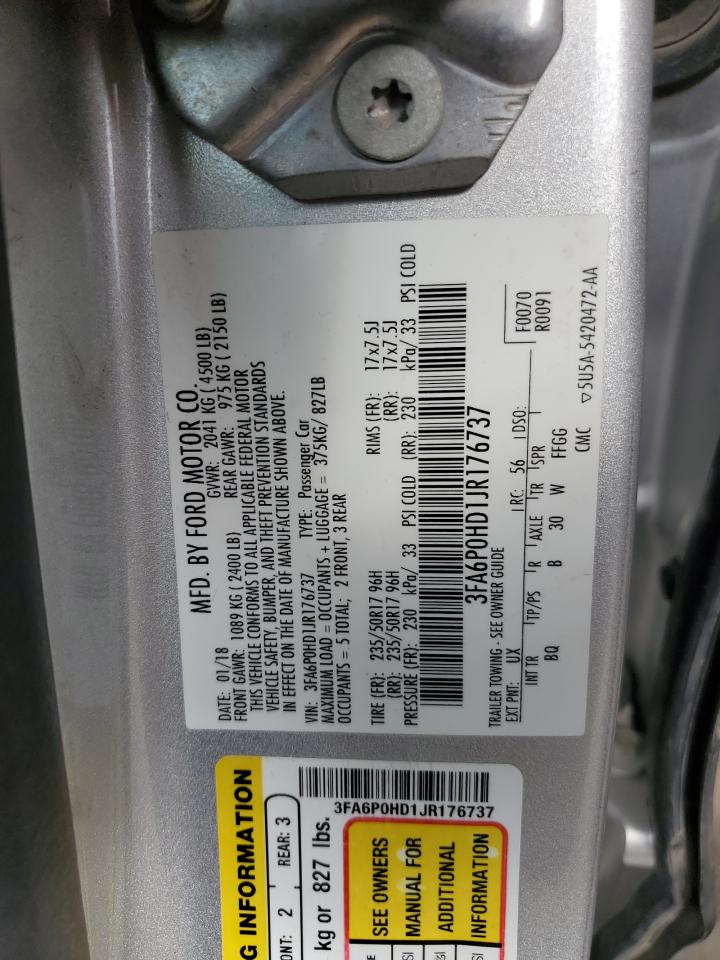 MFD. BY FORD MOTOR CO.
DATE: 01/18 GVWR: 2041 KG ( 4500 LB)
FRONT GAWR: 1089 KG ( 2400 LB) REAR GAWR: 975 KG ( 2150 LB)
THIS VEHICLE CONFORMS TO ALL APPLICABLE FEDERAL MOTOR
VEHICLE SAFETY, BUMPER, AND THEFT PREVENTION STANDARDS
IN EFFECT ON THE DATE OF MANUFACTURE SHOWN ABOVE.
VIN: 3FA6P0HD1JR176737 TYPE: Passenger Car
MAXIMUM LOAD = OCCUPANTS + LUGGAGE = 375KG/ 827LB
OCCUPANTS = 5 TOTAL; 2 FRONT, 3 REAR
TIRE (FR): 235/50R17 96H RIMS (FR): 17x7.5J
(RR): 235/50R17 96H (RR): 17x7.5J
PRESSURE (FR): 230 kPa/ 33 PSI COLD (RR): 230 kPa/ 33 PSI COLD
3FA6P0HD1JR176737
TRAILER TOWING - SEE OWNER GUIDE
F0070
EXT PNT: UX RC: 56 DSO: R0091
INT TR TP/PS R AXLE TR SPR
BQ B 30 W FFGG
CMC 5U5A-5420472-AA
G INFORMATION
ONT: 2 REAR: 3
3FA6P0HD1JR176737
kg or 827 lbs.
SEE OWNERS
MANUAL FOR
ADDITIONAL
INFORMATION